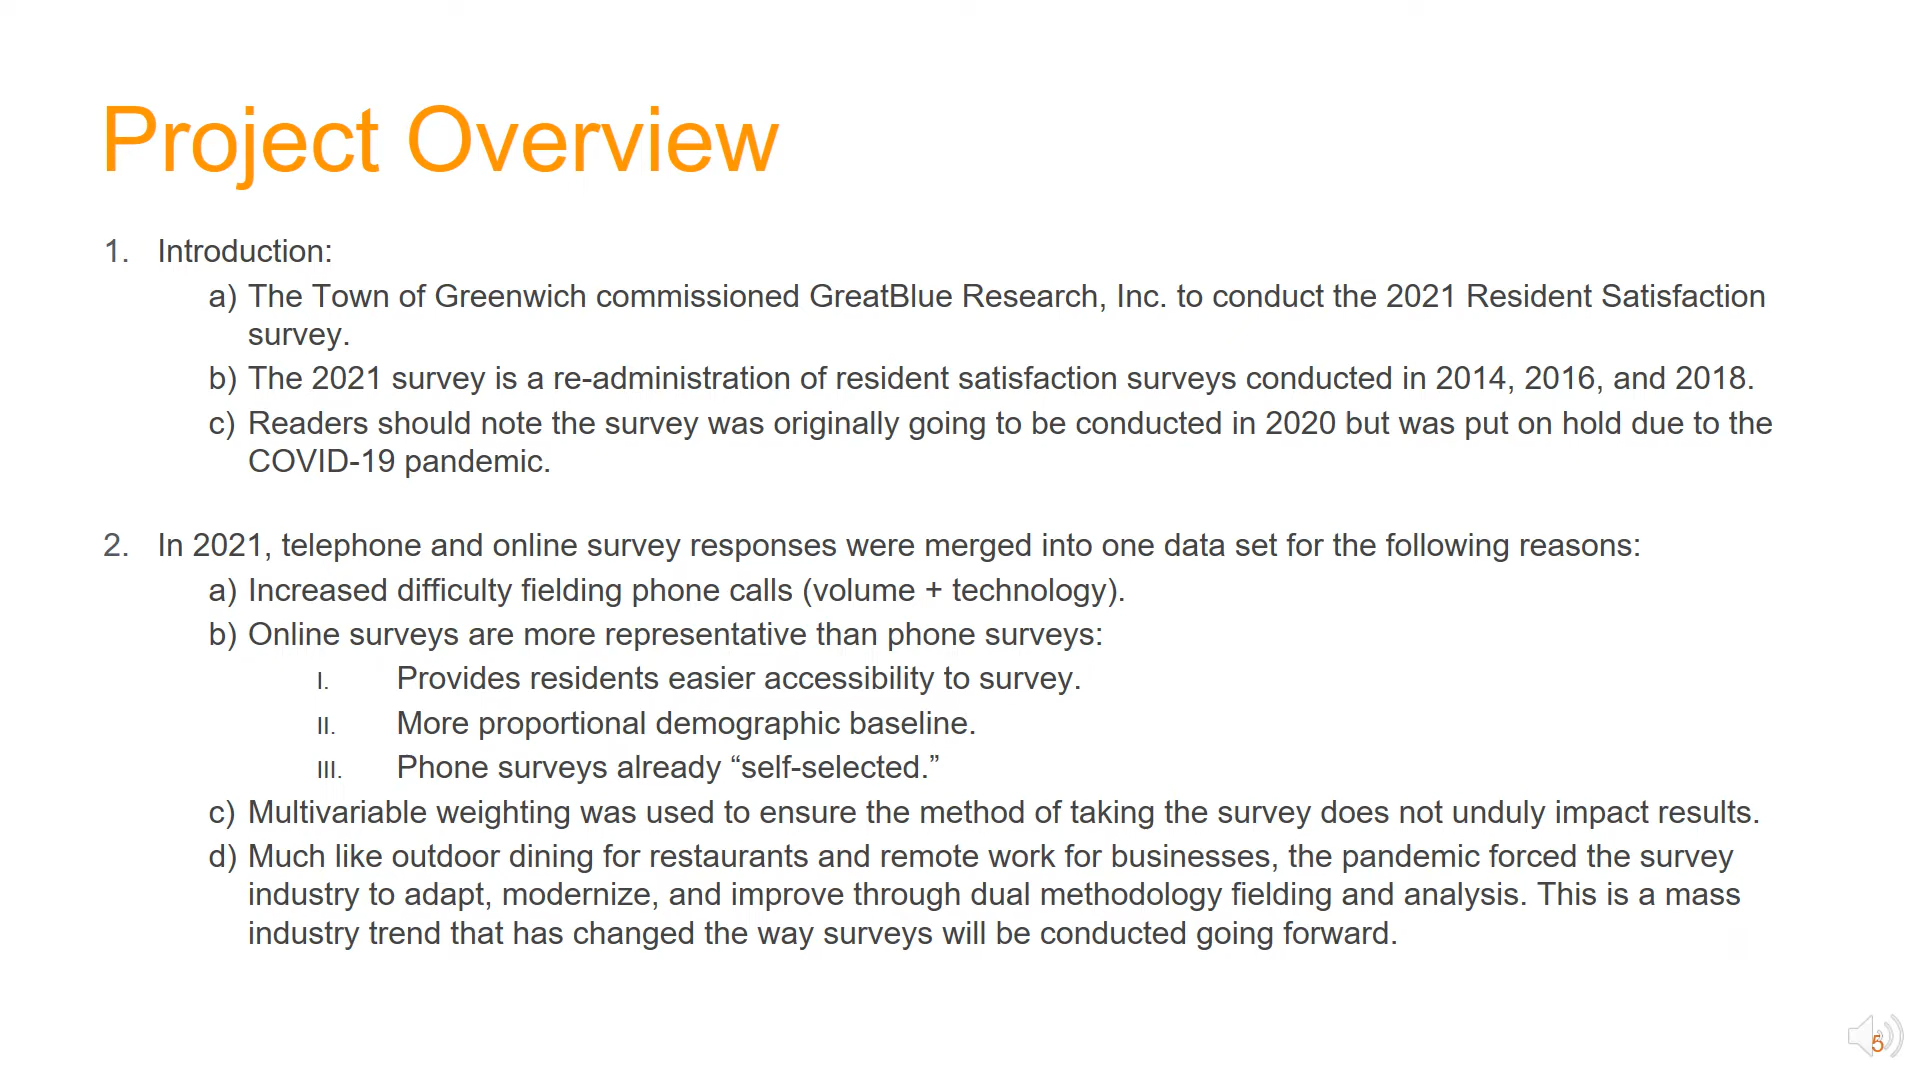 Project Overview
1. Introduction:
a) The Town of Greenwich commissioned GreatBlue Research, Inc. to conduct the 2021 Resident Satisfaction
survey.
b) The 2021 survey is a re-administration of resident satisfaction surveys conducted in 2014, 2016, and 2018.
c) Readers should note the survey was originally going to be conducted in 2020 but was put on hold due to the
COVID-19 pandemic.
2. In 2021, telephone and online survey responses were merged into one data set for the following reasons:
a) Increased difficulty fielding phone calls (volume + technology).
b) Online surveys are more representative than phone surveys:
I. Provides residents easier accessibility to survey.
II. More proportional demographic baseline.
III. Phone surveys already “self-selected.”
c) Multivariable weighting was used to ensure the method of taking the survey does not unduly impact results.
d) Much like outdoor dining for restaurants and remote work for businesses, the pandemic forced the survey
industry to adapt, modernize, and improve through dual methodology fielding and analysis. This is a mass
industry trend that has changed the way surveys will be conducted going forward.
5